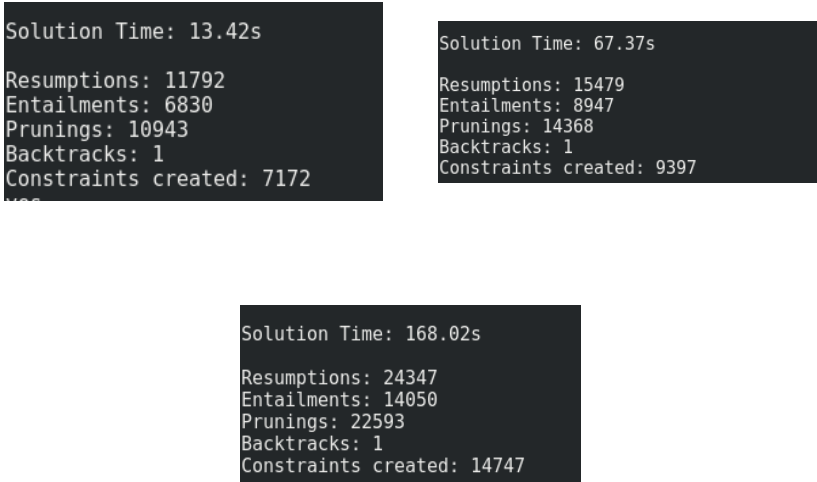 Solution Time: 13.42s
Resumptions: 11792
Entailments: 6830
Prunings: 10943
Backtracks: 1
Constraints created: 7172
Solution Time: 67.37s
Resumptions: 15479
Entailments: 8947
Prunings: 14368
Backtracks: 1
Constraints created: 9397
Solution Time: 168.02s
Resumptions: 24347
Entailments: 14050
Prunings: 22593
Backtracks: 1
Constraints created: 14747